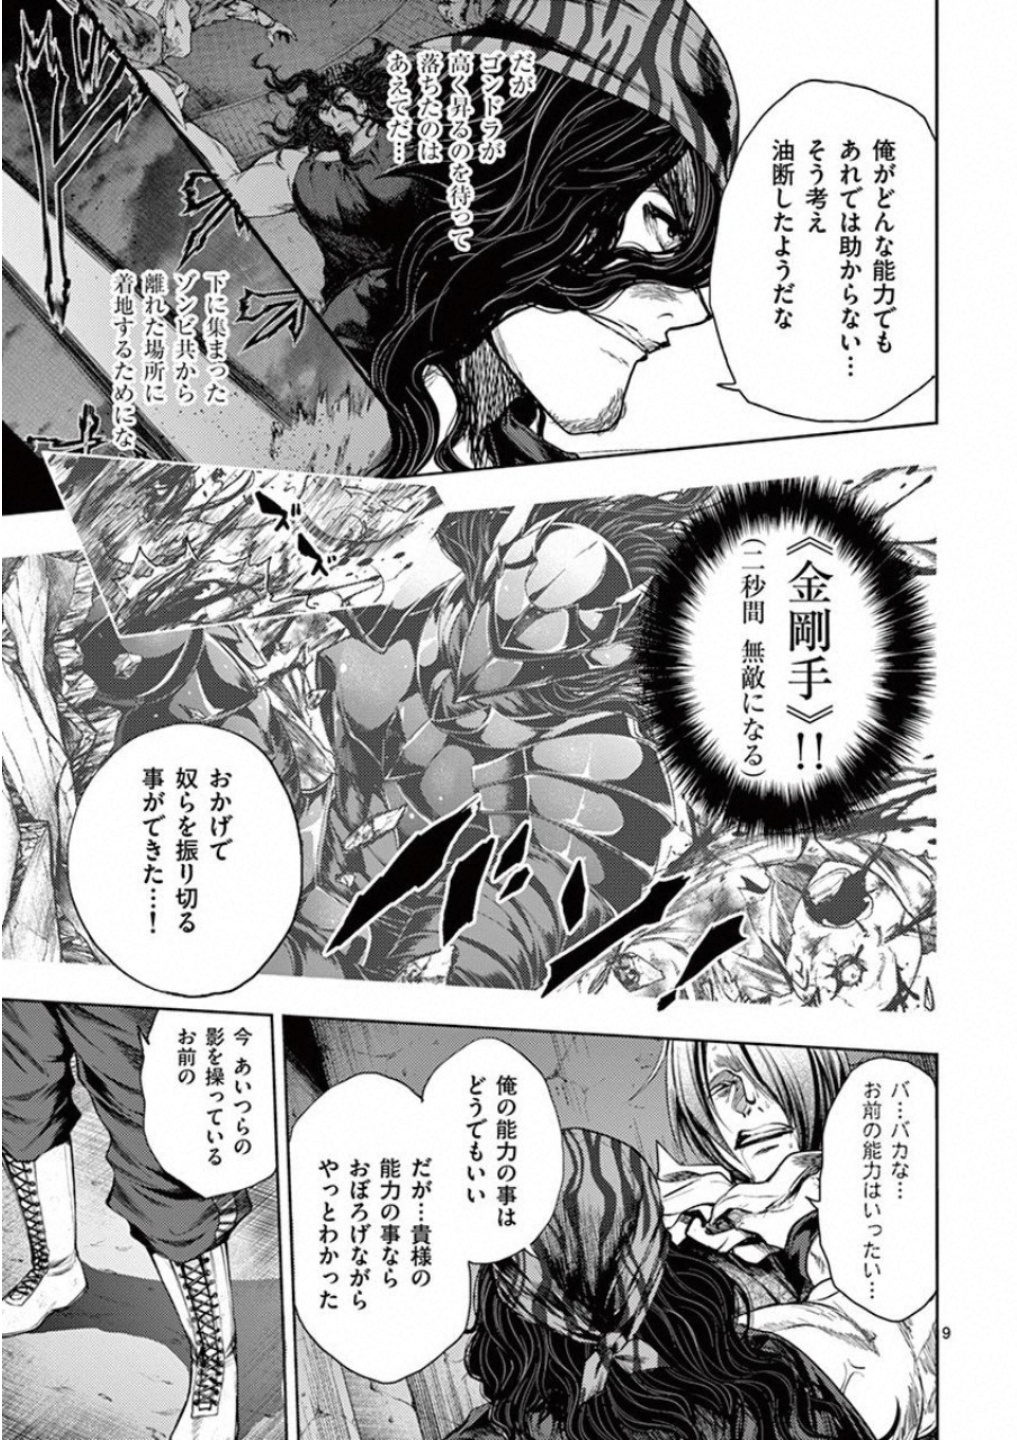 俺がどんな能力でも
あれでは助からない…
そう考え
油断したようだな
だが
ゴンドラが
高く昇るのを待って
落ちたのは
あえてだ…
下に集まった
ゾンビ共から
離れた場所に
着地するためにな
《金剛手》!!
(二秒間 無敵になる)
ズズ
おかげで
奴らを振り切る
事ができた…!
バ…バカな…
お前の能力はいったい…
俺の能力の事は
どうでもいい
だが…貴様の
能力の事なら
おぼろげながら
やっとわかった
今 あいつらの
影を操っている
お前の
9